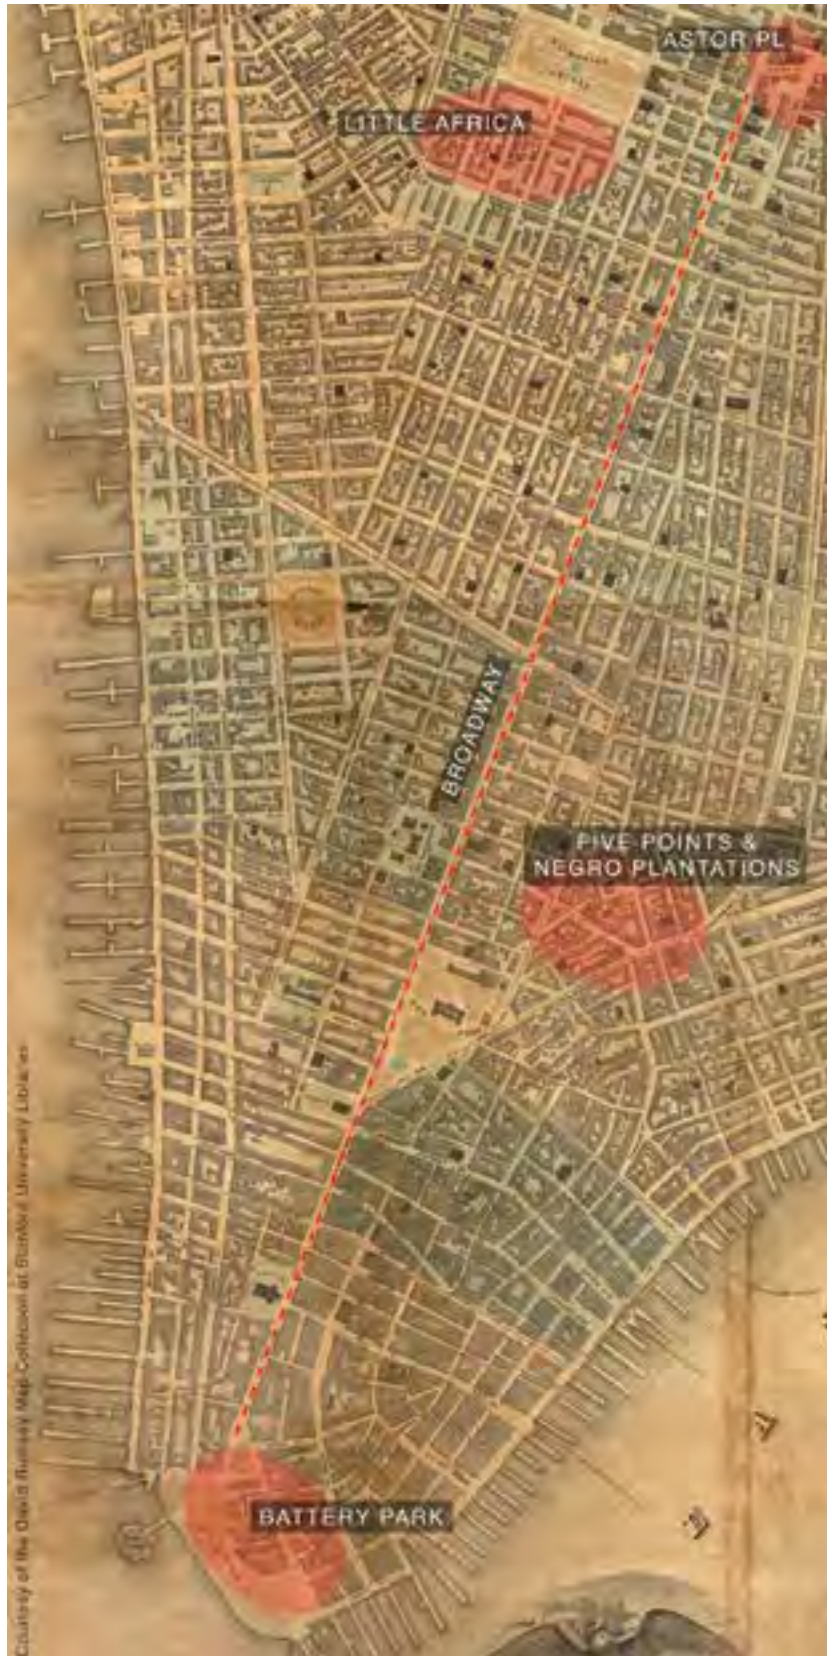 ASTOR PL
LITTLE AFRICA
BROADWAY
FIVE POINTS &
NEGRO PLANTATIONS
BATTERY PARK
Courtesy of the David Rumsey Map Collection at Stanford University Libraries